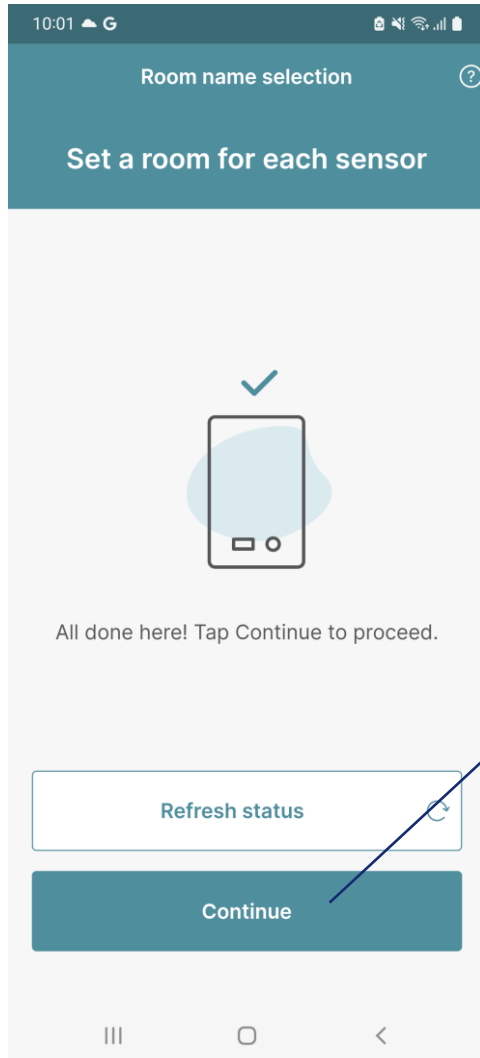 10:01 G
Room name selection ?
Set a room for each sensor
All done here! Tap Continue to proceed.
Refresh status
Continue